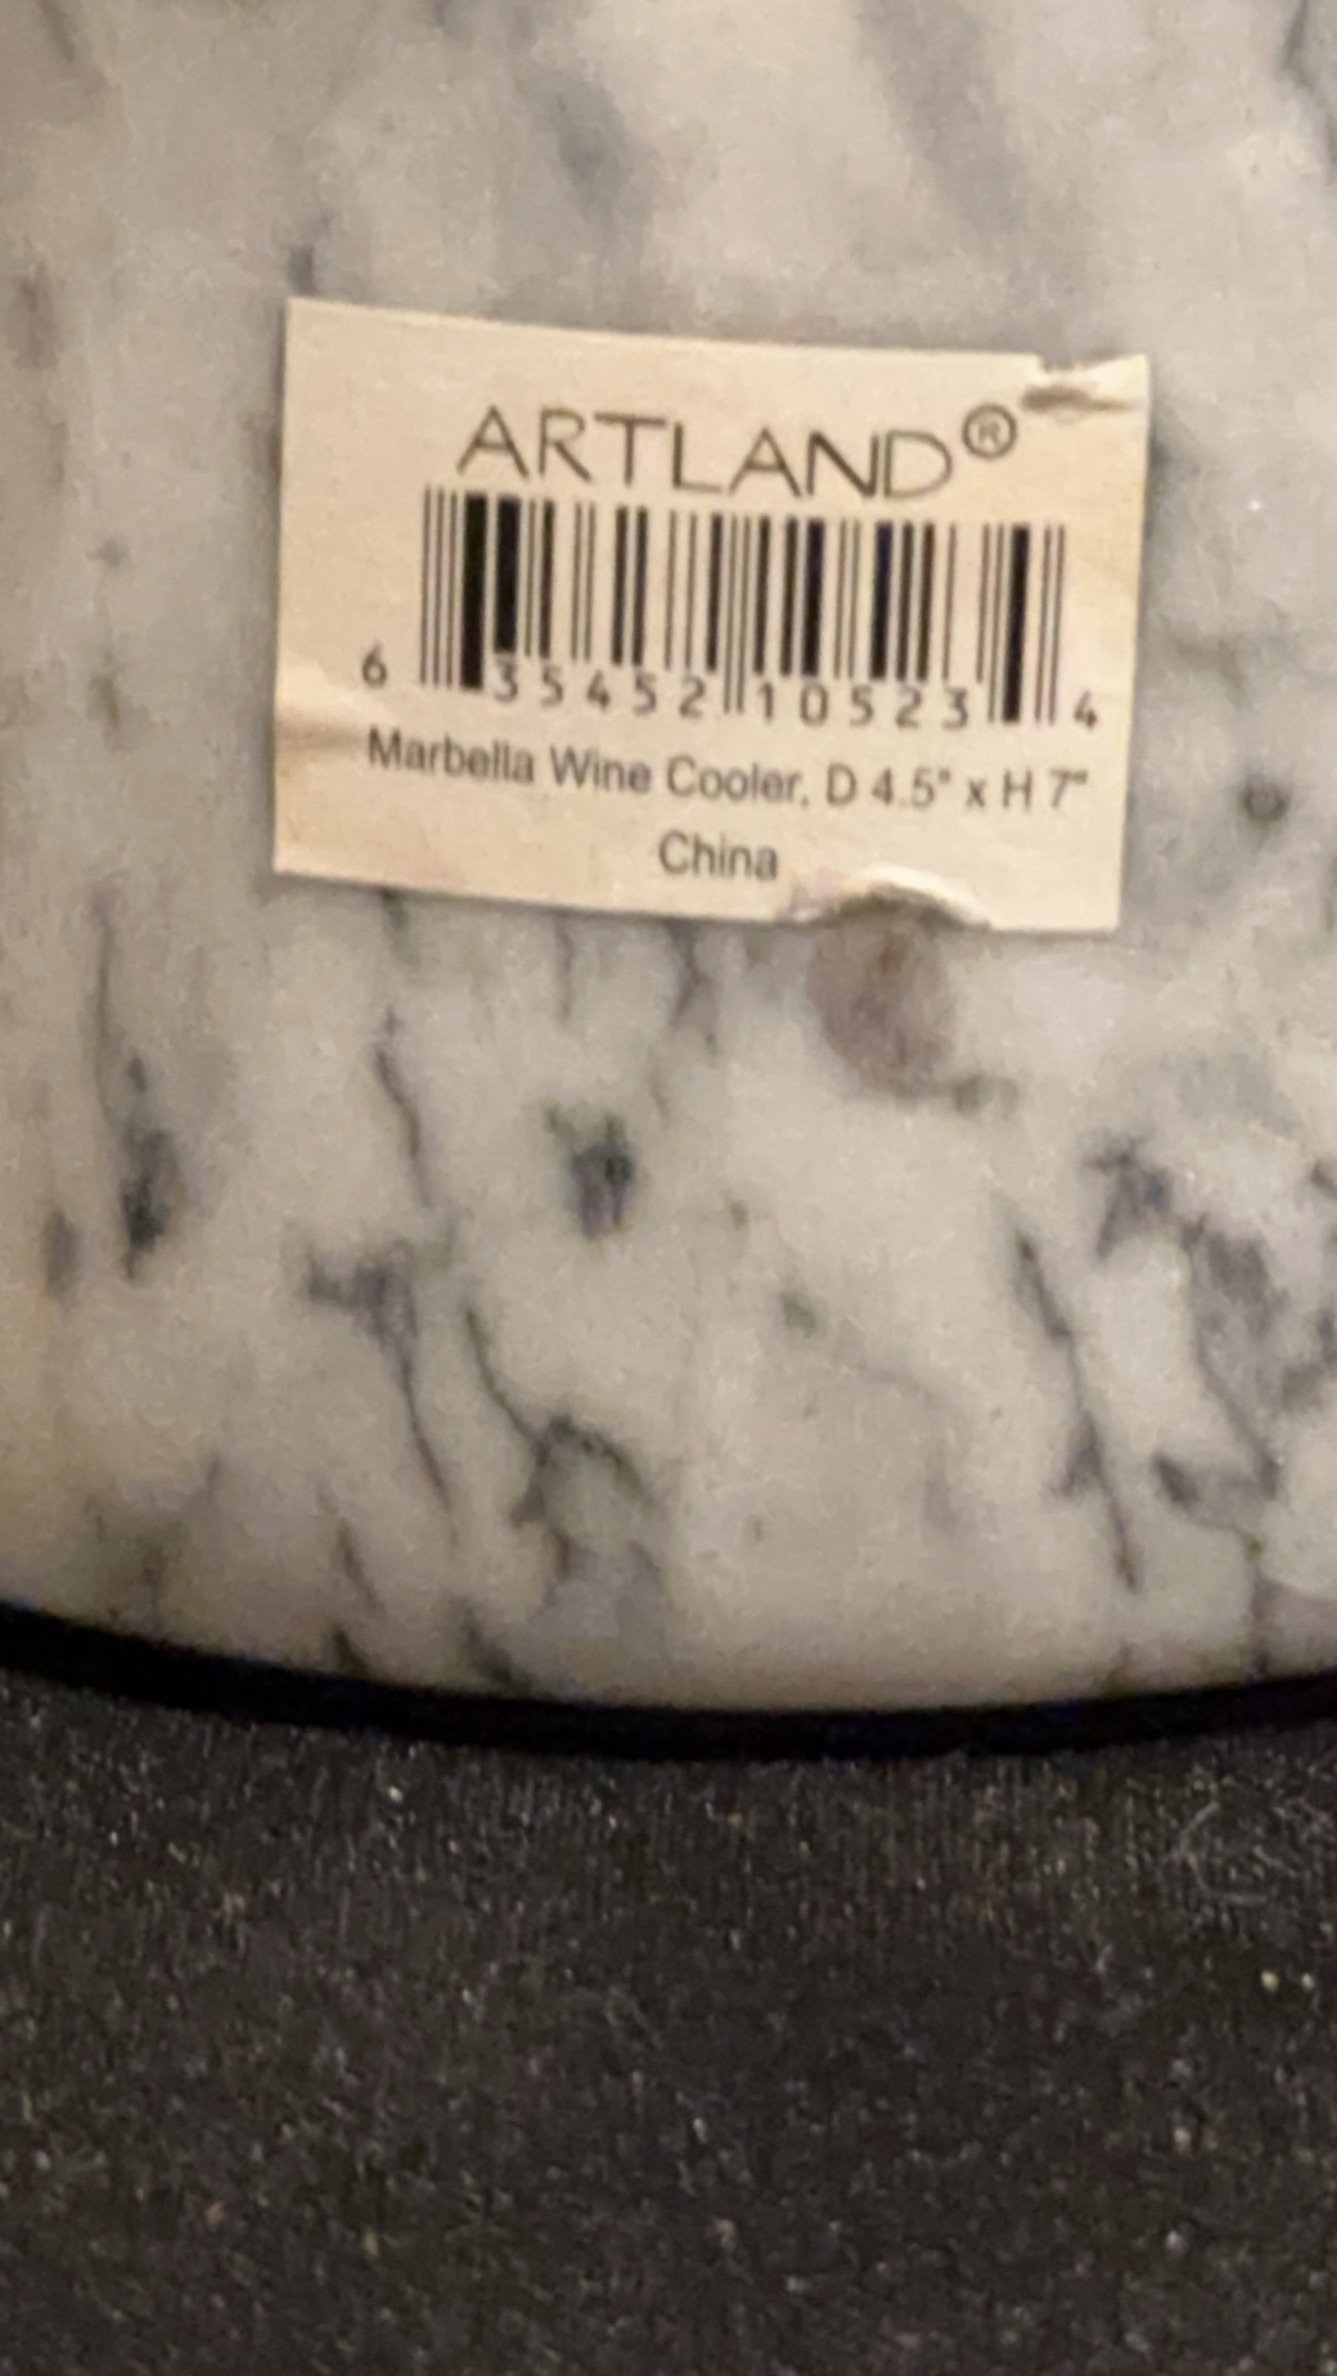 ARTLAND®
6 35452 10523 4
Marbella Wine Cooler, D 4.5" x H 7"
China